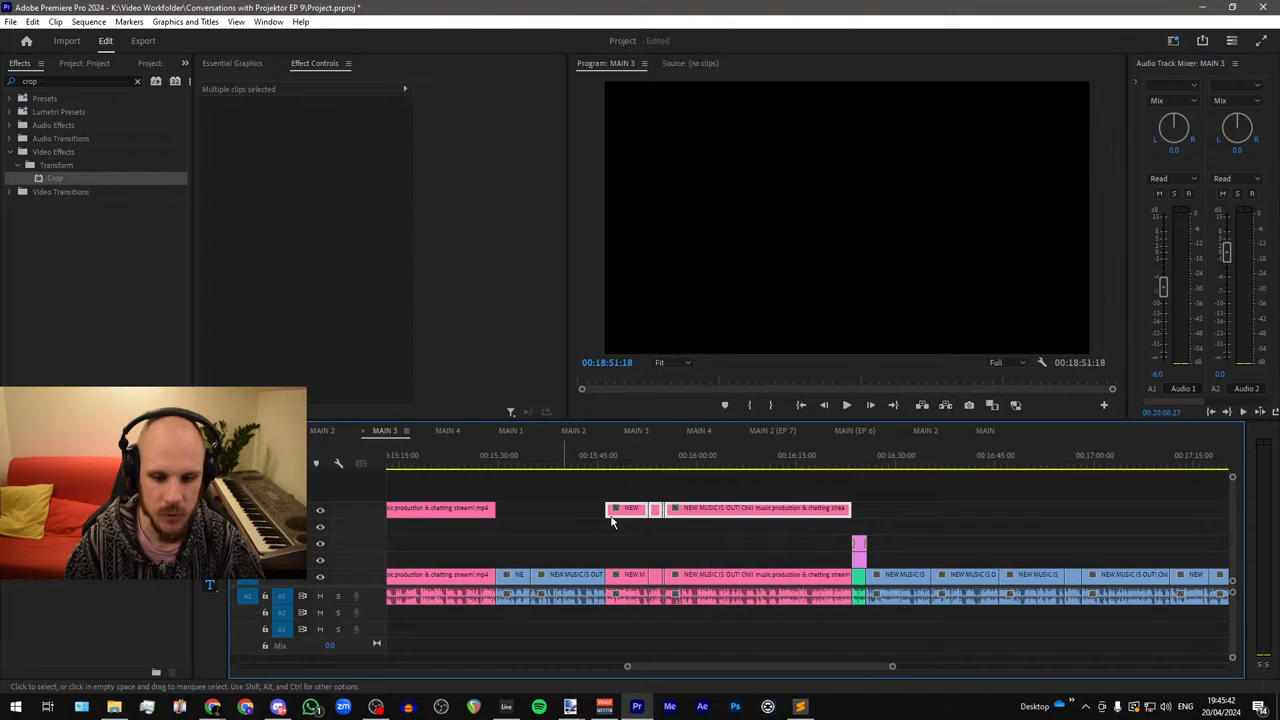 Adobe Premiere Pro 2024 - K:\Video Workfolder\Conversations with Projektor EP 9\Project.prproj *
File Edit Clip Sequence Markers Graphics and Titles View Window Help
Import Edit Export
Project - Edited
Effects Project: Project Project:
Essential Graphics Effect Controls
Program: MAIN 3 Source: (no clips)
Audio Track Mixer: MAIN 3
crop
Multiple clips selected
Presets
Lumetri Presets
Audio Effects
Audio Transitions
Video Effects
Transform
Crop
Video Transitions
Mix Mix
L R L R
0.0 0.0
Read Read
M S R M S R
dB dB
-6.0 0.0
A1 Audio 1 A2 Audio 2
00:18:51:18 Fit Full 00:18:51:18
00:20:08:27
MAIN 2 MAIN 3 MAIN 4 MAIN 1 MAIN 2 MAIN 3 MAIN 4 MAIN 2 (EP 7) MAIN (EP 6) MAIN 2 MAIN
00:15:15:00 00:15:30:00 00:15:45:00 00:16:00:00 00:16:15:00 00:16:30:00 00:16:45:00 00:17:00:00 00:17:15:00
sic production & chatting stream!.mp4 NEW NEW MUSIC IS OUT! Chill music production & chatting strea
sic production & chatting stream!.mp4 NE NEW MUSIC IS OUT NEW M NEW MUSIC IS OUT! Chill music production & chatting stream NEW MUSIC IS NEW MUSIC IS O NEW MUSIC IS NEW MUSIC IS OUT! Chi NEW
A1 A1 M S
A2 M S
A3 M S
Mix 0.0
Click to select, or click in empty space and drag to marquee select. Use Shift, Alt, and Ctrl for other options.
Desktop
19:45:42
20/04/2024